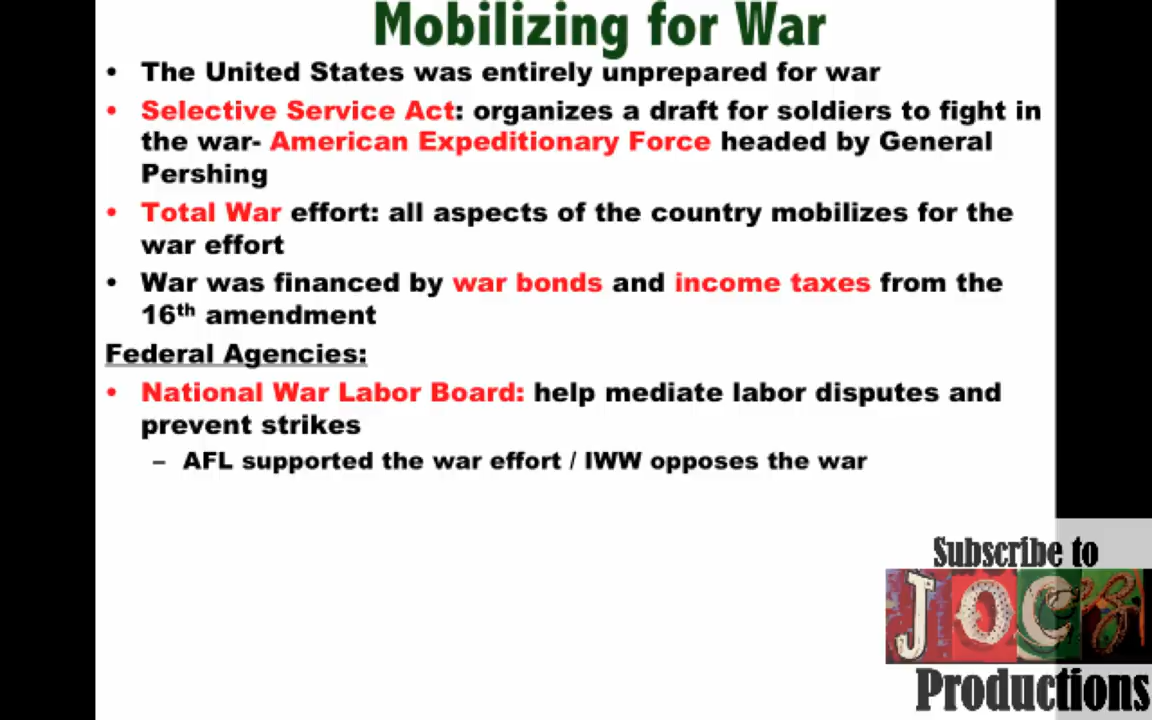 Mobilizing for War
• The United States was entirely unprepared for war
• Selective Service Act: organizes a draft for soldiers to fight in
the war- American Expeditionary Force headed by General
Pershing
• Total War effort: all aspects of the country mobilizes for the
war effort
• War was financed by war bonds and income taxes from the
16th amendment
Federal Agencies:
• National War Labor Board: help mediate labor disputes and
prevent strikes
– AFL supported the war effort / IWW opposes the war
Subscribe to
JOCZ
Productions